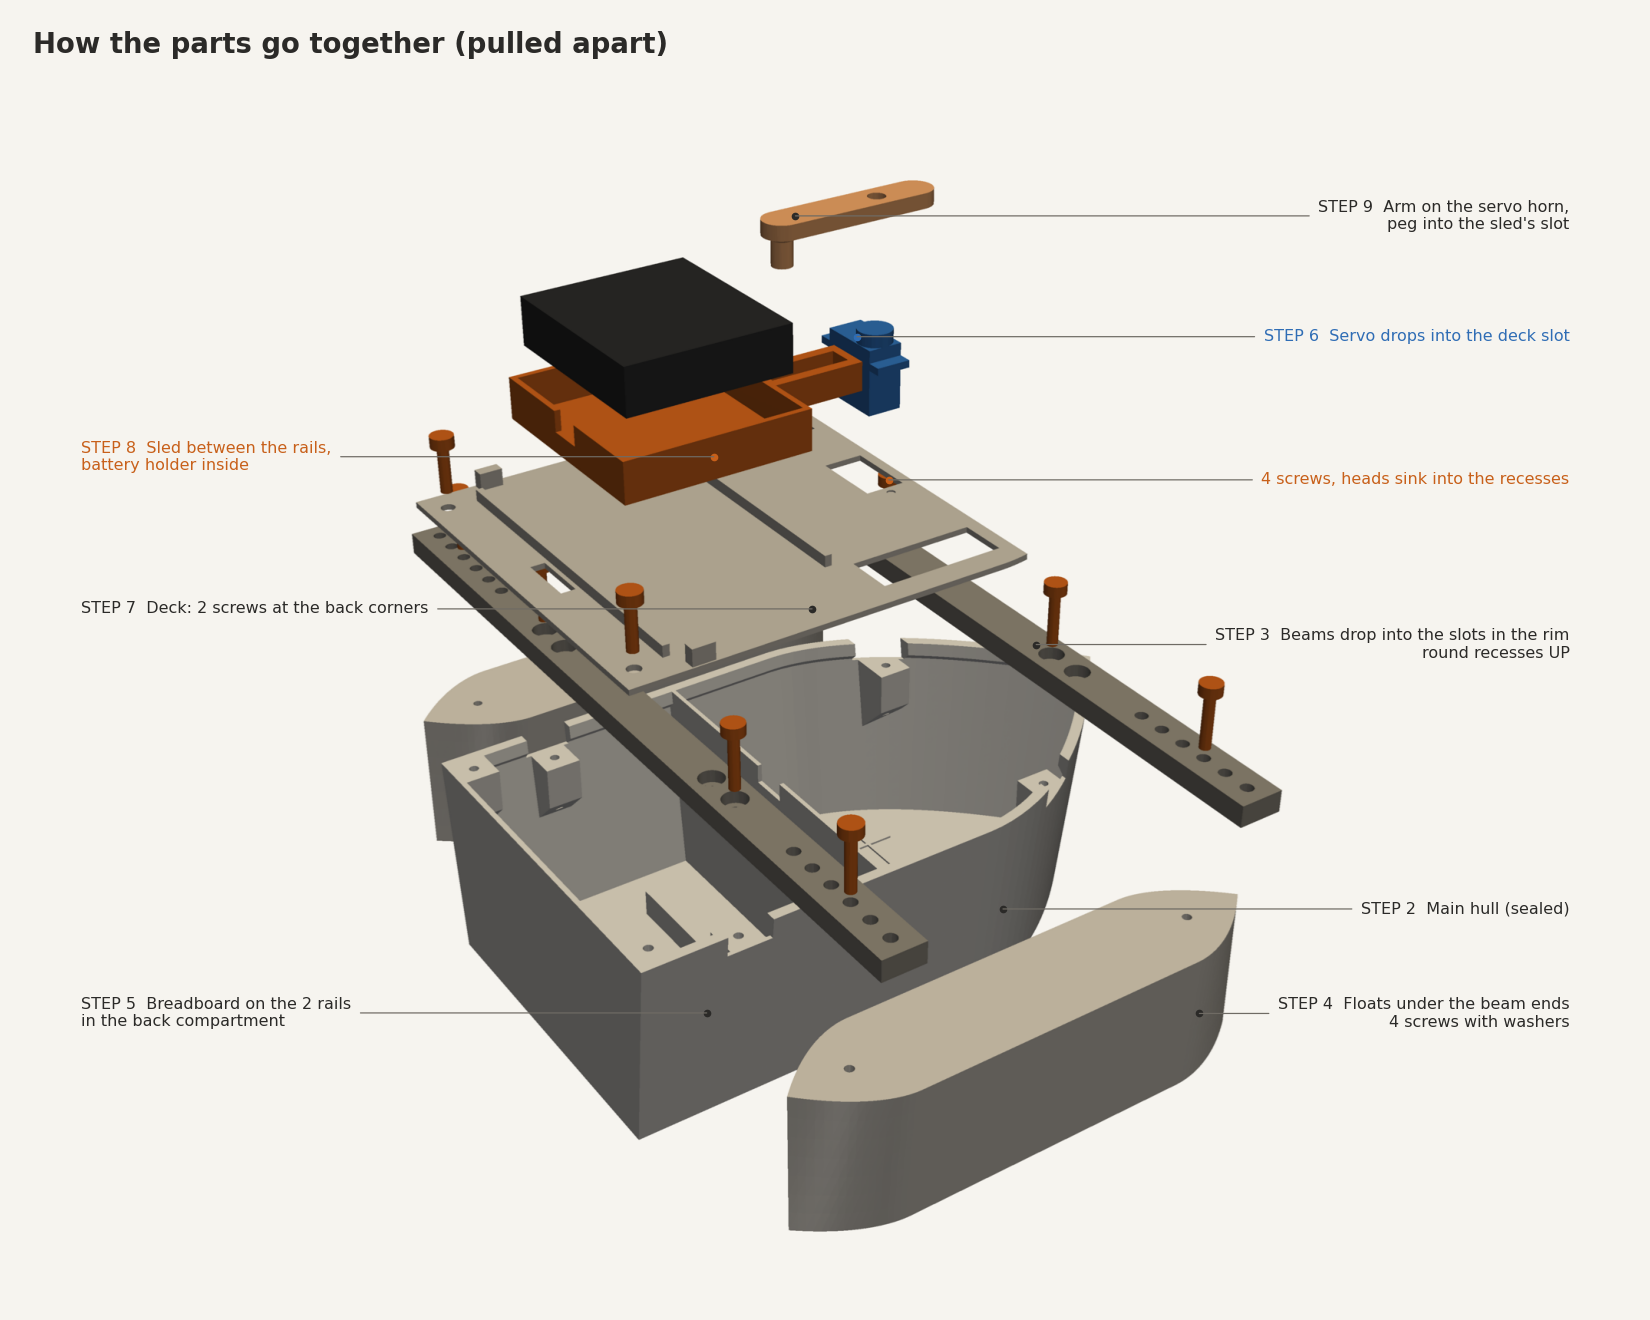 How the parts go together (pulled apart)
STEP 9  Arm on the servo horn,
peg into the sled's slot
STEP 6  Servo drops into the deck slot
STEP 8  Sled between the rails,
battery holder inside
4 screws, heads sink into the recesses
STEP 7  Deck: 2 screws at the back corners
STEP 3  Beams drop into the slots in the rim
round recesses UP
STEP 2  Main hull (sealed)
STEP 5  Breadboard on the 2 rails
in the back compartment
STEP 4  Floats under the beam ends
4 screws with washers